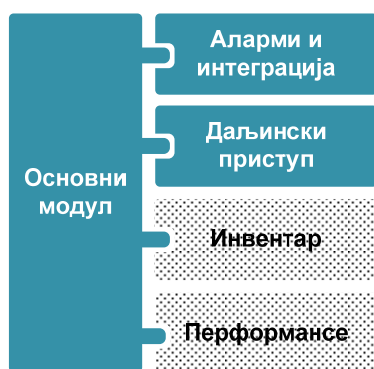 Аларми и
интеграција
Даљински
приступ
Основни
модул
Инвентар
Перформансе